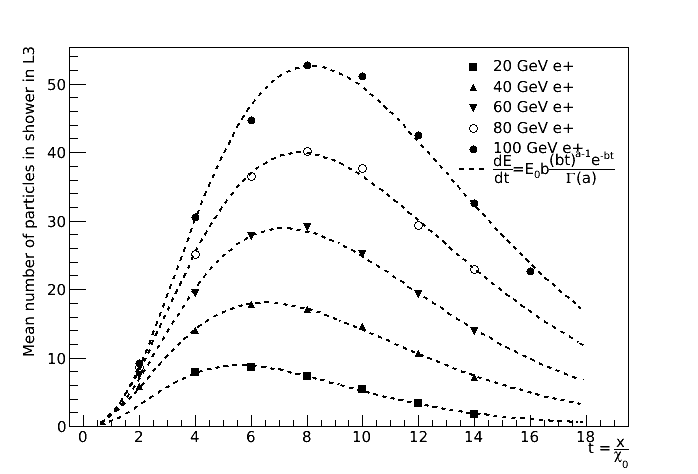 Mean number of particles in shower in L3
50
40
30
20
10
0
0 2 4 6 8 10 12 14 16 18
t = x/χ₀
20 GeV e+
40 GeV e+
60 GeV e+
80 GeV e+
100 GeV e+
dE/dt=E₀b(bt)^a-1 e^-bt/Γ(a)